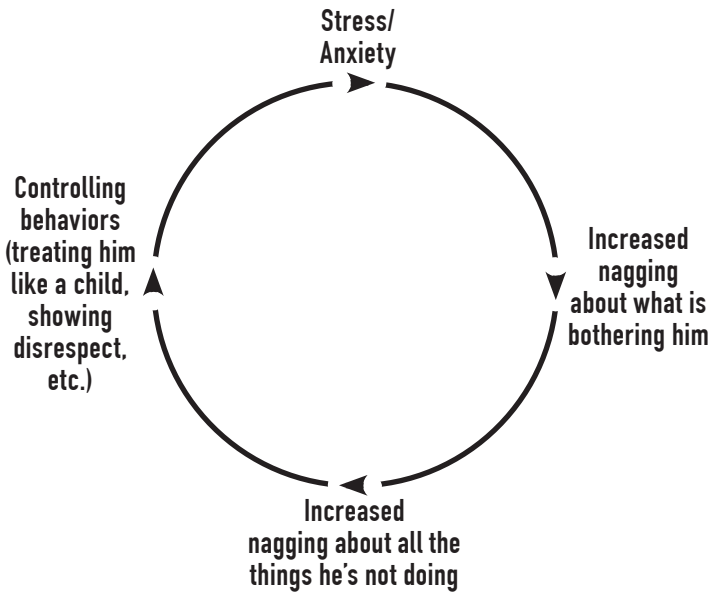 Stress/
Anxiety
Increased
nagging
about what is
bothering him
Increased
nagging about all the
things he's not doing
Controlling
behaviors
(treating him
like a child,
showing
disrespect,
etc.)